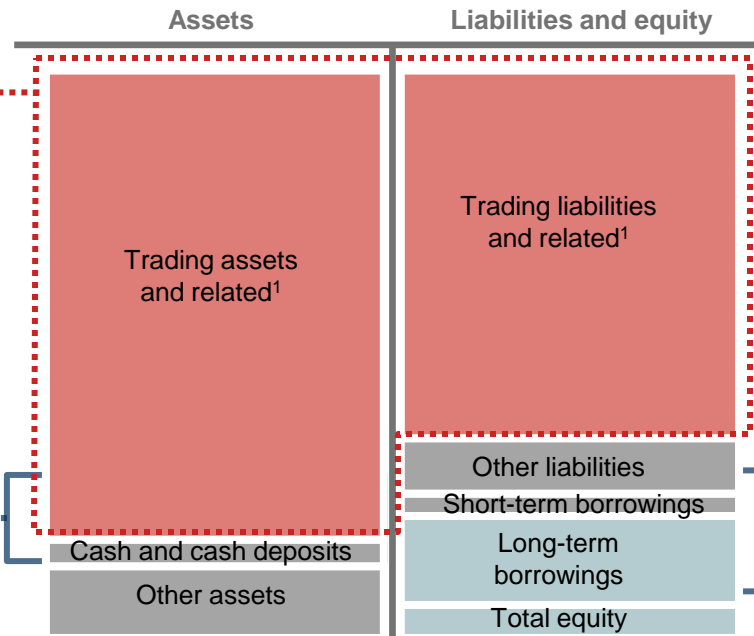 Assets
Liabilities and equity
Trading assets
and related¹
Trading liabilities
and related¹
Other liabilities
Short-term borrowings
Cash and cash deposits
Long-term
borrowings
Other assets
Total equity